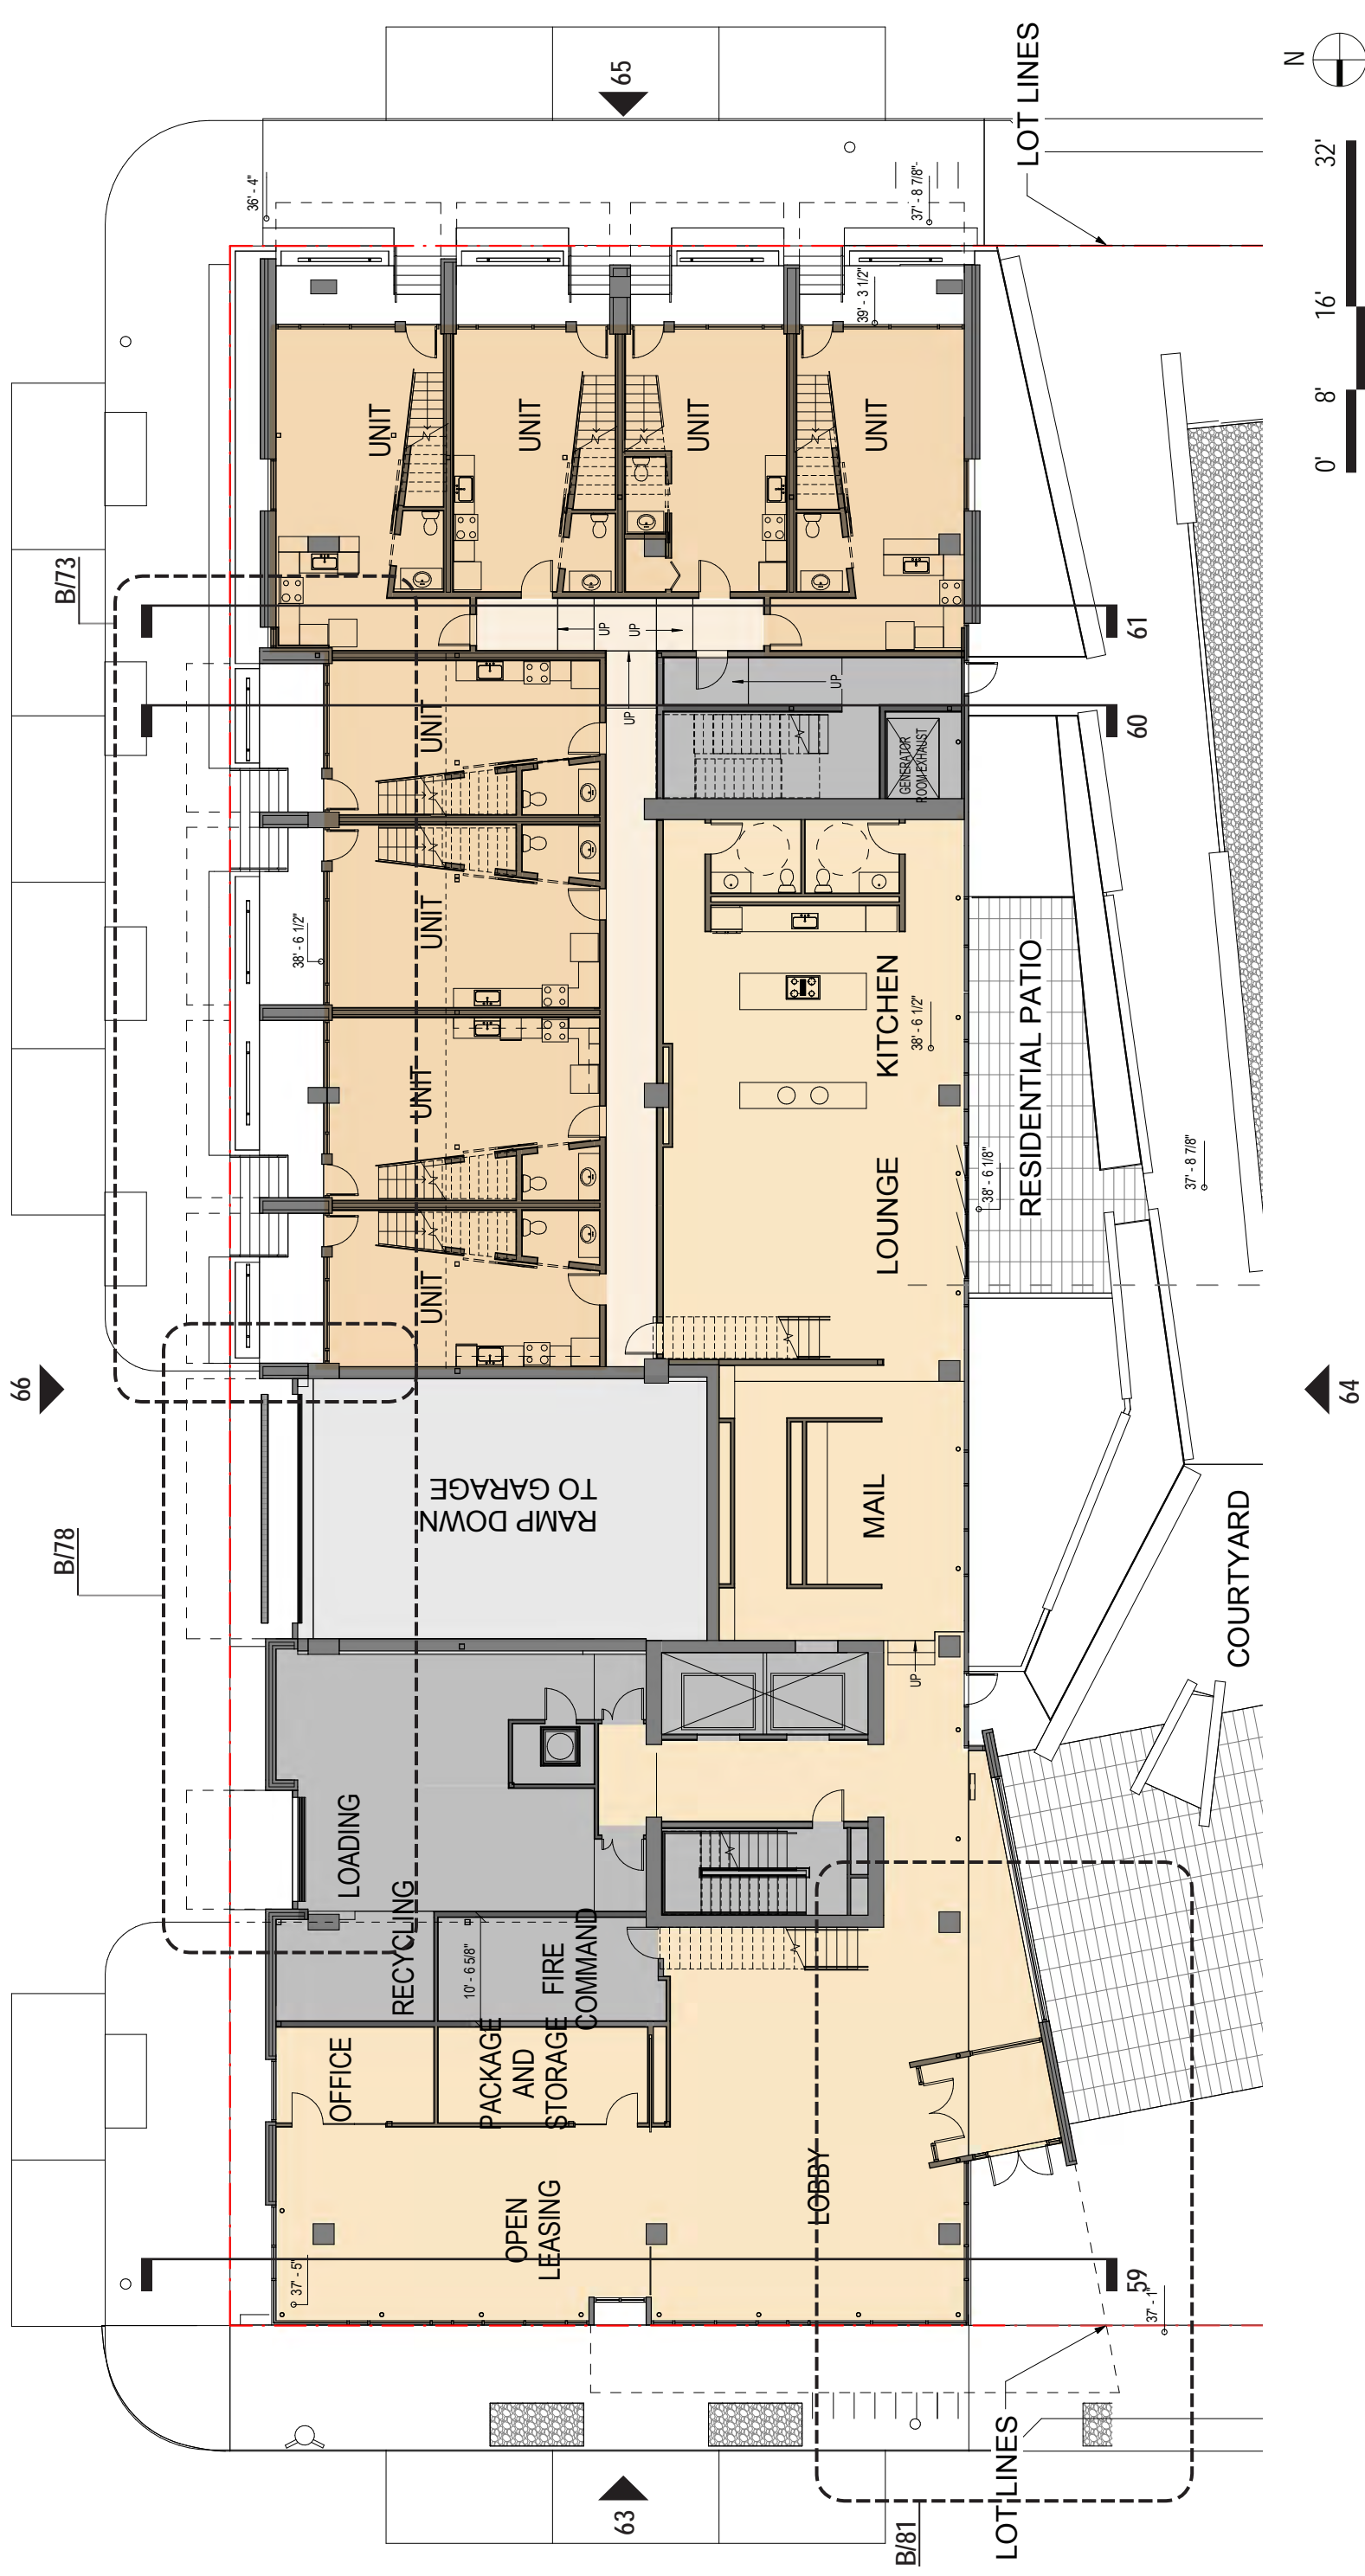 65
N
LOT LINES
32'
16'
8'
0'
36' - 4"
37' - 8 7/8"
39' - 3 1/2"
UNIT
UNIT
UNIT
UNIT
B/73
61
60
UP
UP
UP
UP
UNIT
UNIT
UNIT
UNIT
GENERATOR
ROOM EXHAUST
38' - 6 1/2"
KITCHEN
38' - 6 1/2"
LOUNGE
RESIDENTIAL PATIO
38' - 6 1/8"
37' - 8 7/8"
66
64
B/78
RAMP DOWN
TO GARAGE
MAIL
COURTYARD
UP
LOADING
RECYCLING
10' - 6 5/8"
FIRE
COMMAND
OFFICE
PACKAGE
AND
STORAGE
OPEN
LEASING
LOBBY
37' - 5"
59
37' - 1"
63
B/81
LOT LINES